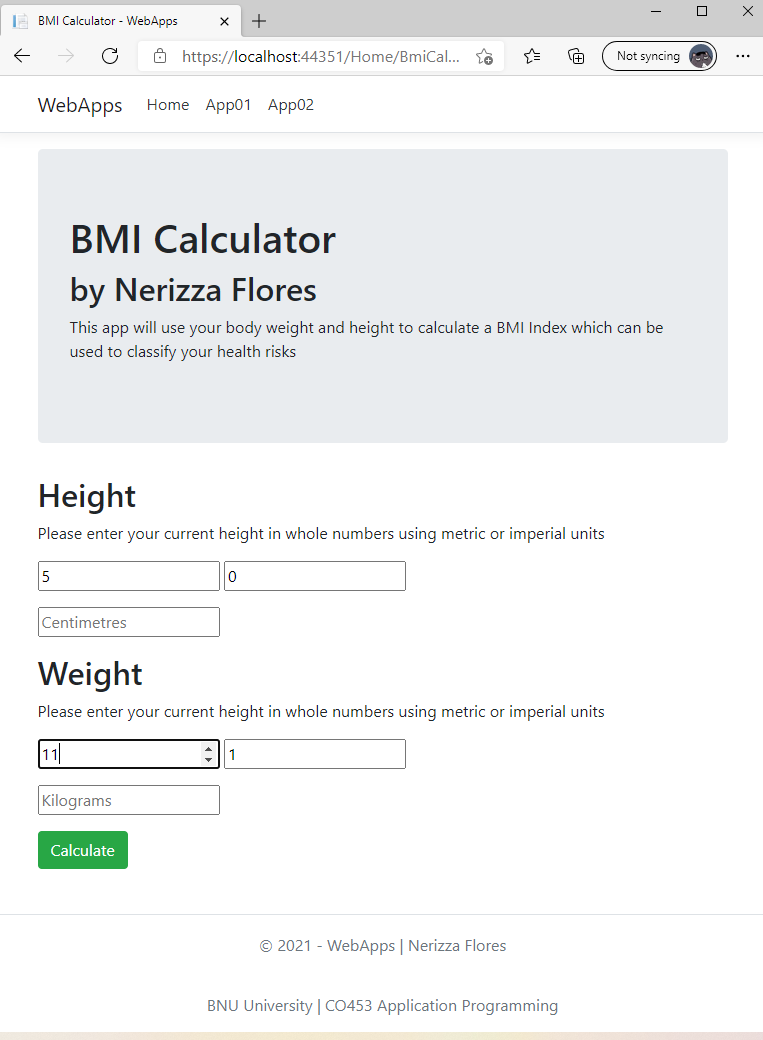 BMI Calculator - WebApps
https://localhost:44351/Home/BmiCal...
Not syncing
WebApps Home App01 App02
BMI Calculator
by Nerizza Flores
This app will use your body weight and height to calculate a BMI Index which can be
used to classify your health risks
Height
Please enter your current height in whole numbers using metric or imperial units
5 0
Centimetres
Weight
Please enter your current height in whole numbers using metric or imperial units
11 1
Kilograms
Calculate
© 2021 - WebApps | Nerizza Flores
BNU University | CO453 Application Programming